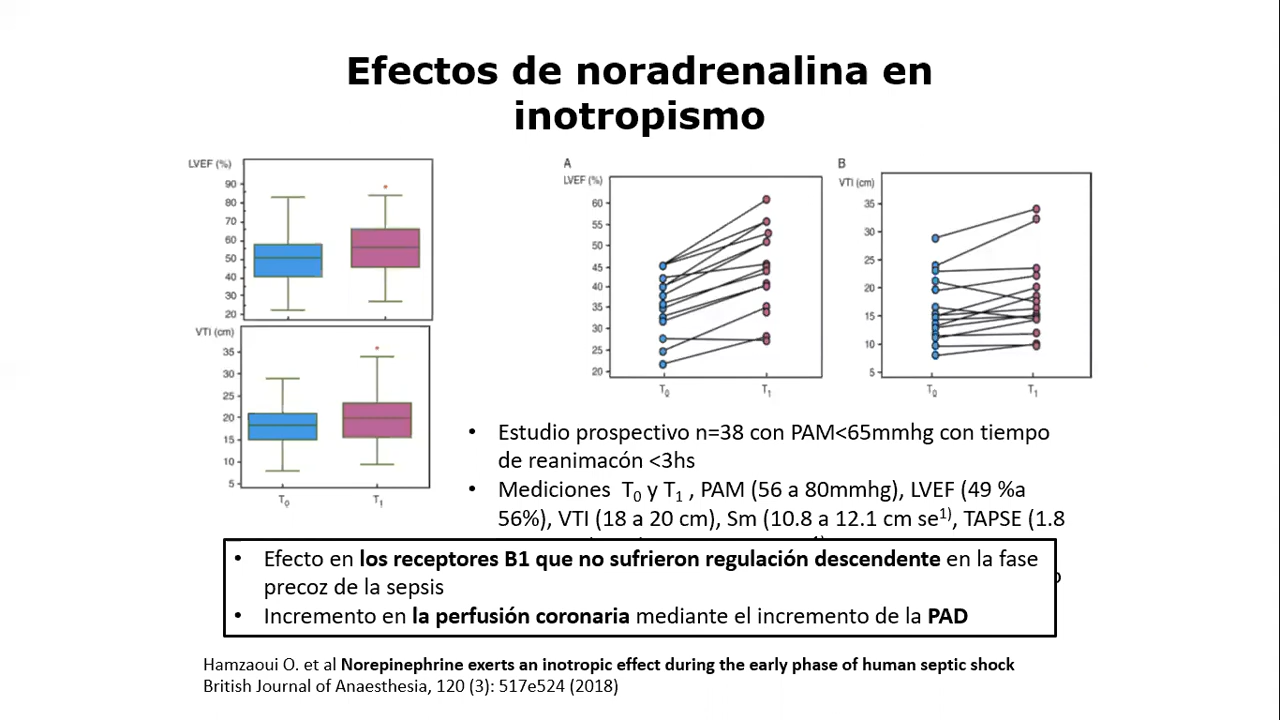 Efectos de noradrenalina en
inotropismo
LVEF (%)
90
80
70
60
50
40
30
20
VTI (cm)
35
30
25
20
15
10
5
T0
T1
A
LVEF (%)
60
55
50
45
40
35
30
25
20
T0
T1
B
VTI (cm)
35
30
25
20
15
10
5
T0
T1
• Estudio prospectivo n=38 con PAM<65mmhg con tiempo
de reanimacón <3hs
• Mediciones T0 y T1 , PAM (56 a 80mmhg), LVEF (49 %a
56%), VTI (18 a 20 cm), Sm (10.8 a 12.1 cm se1), TAPSE (1.8
• Efecto en los receptores B1 que no sufrieron regulación descendente en la fase
precoz de la sepsis
• Incremento en la perfusión coronaria mediante el incremento de la PAD
Hamzaoui O. et al Norepinephrine exerts an inotropic effect during the early phase of human septic shock
British Journal of Anaesthesia, 120 (3): 517e524 (2018)